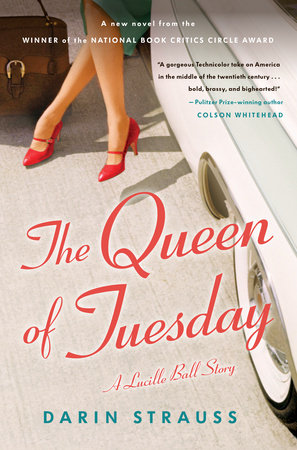 A new novel from the
WINNER of the NATIONAL BOOK CRITICS CIRCLE AWARD
"A gorgeous Technicolor take on America
in the middle of the twentieth century . . .
bold, brassy, and bighearted!"
—Pulitzer Prize–winning author
COLSON WHITEHEAD
The Queen
of Tuesday
A Lucille Ball Story
DARIN STRAUSS